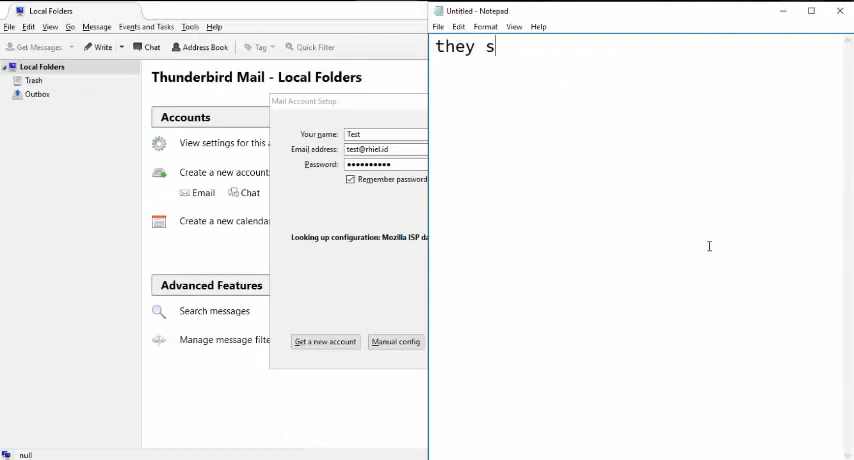 Local Folders
File Edit View Go Message Events and Tasks Tools Help
Get Messages Write Chat Address Book Tag Quick Filter
Local Folders
Trash
Outbox
Thunderbird Mail - Local Folders
Accounts
View settings for this a
Create a new account:
Email Chat
Create a new calenda
Advanced Features
Search messages
Manage message filte
Mail Account Setup
Your name: Test
Email address: test@rhiel.id
Password:
Remember password
Looking up configuration: Mozilla ISP da
Get a new account Manual config
null
Untitled - Notepad
File Edit Format View Help
they s